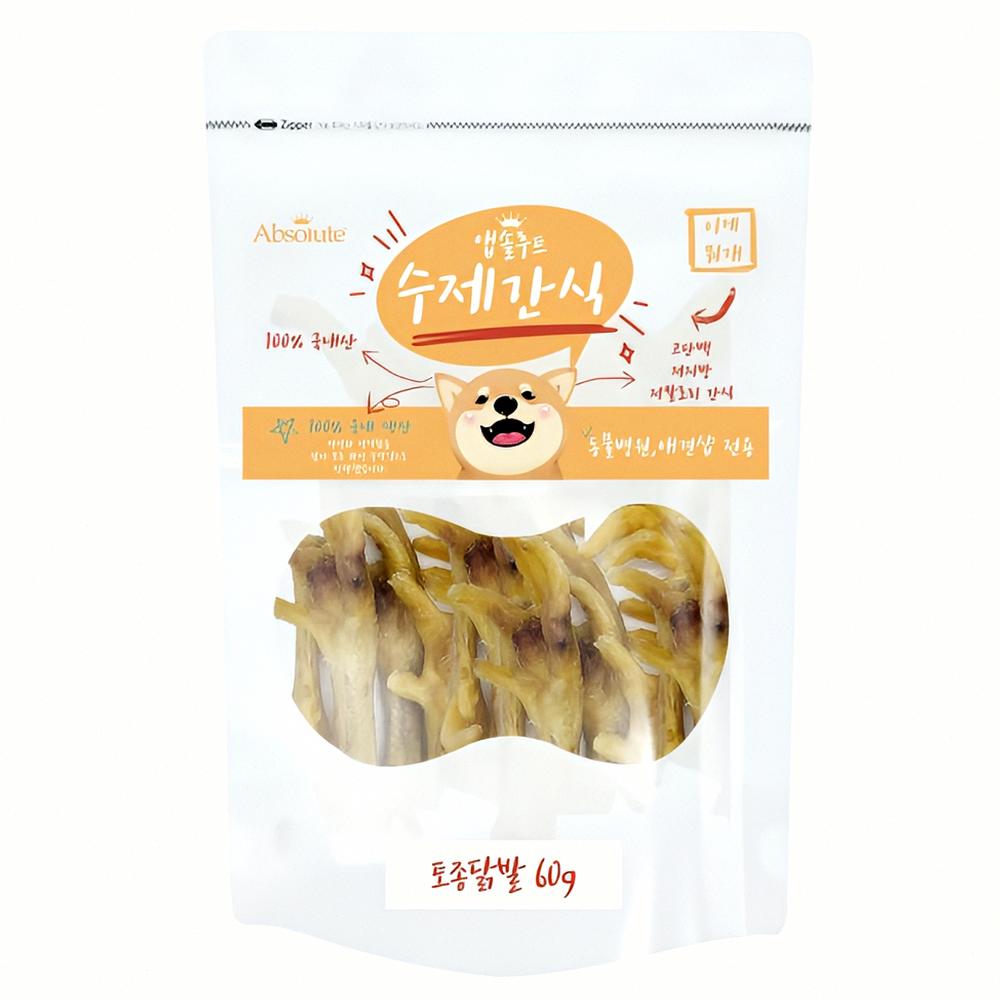 Zipper
Absolute
앱솔루트
수제간식
이게
뭐개
100% 국내산
고단백
저지방
저칼로리 간식
100% 국내 생산
동물병원, 애견샵 전용
토종닭발 60g